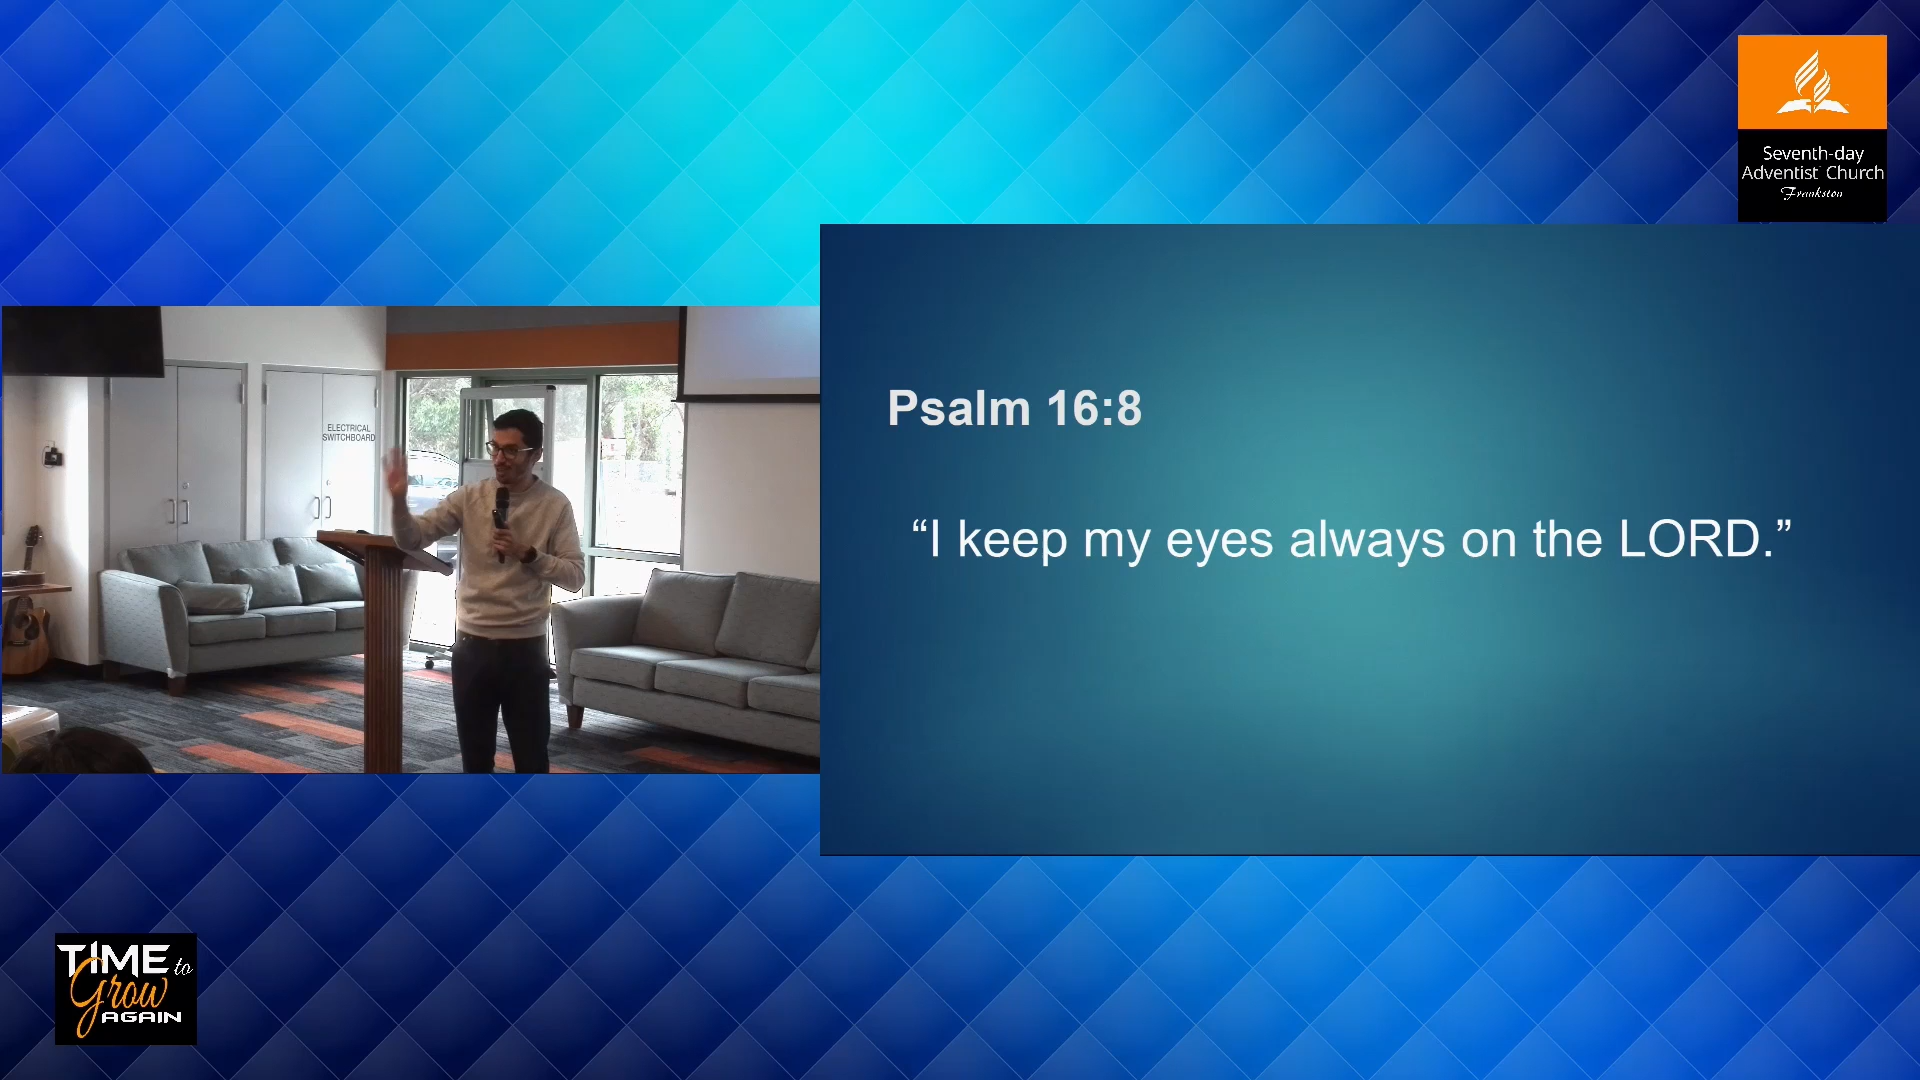 Seventh-day
Adventist Church
Frankston
Psalm 16:8
ELECTRICAL
SWITCHBOARD
“I keep my eyes always on the LORD.”
TIME to
Grow
AGAIN